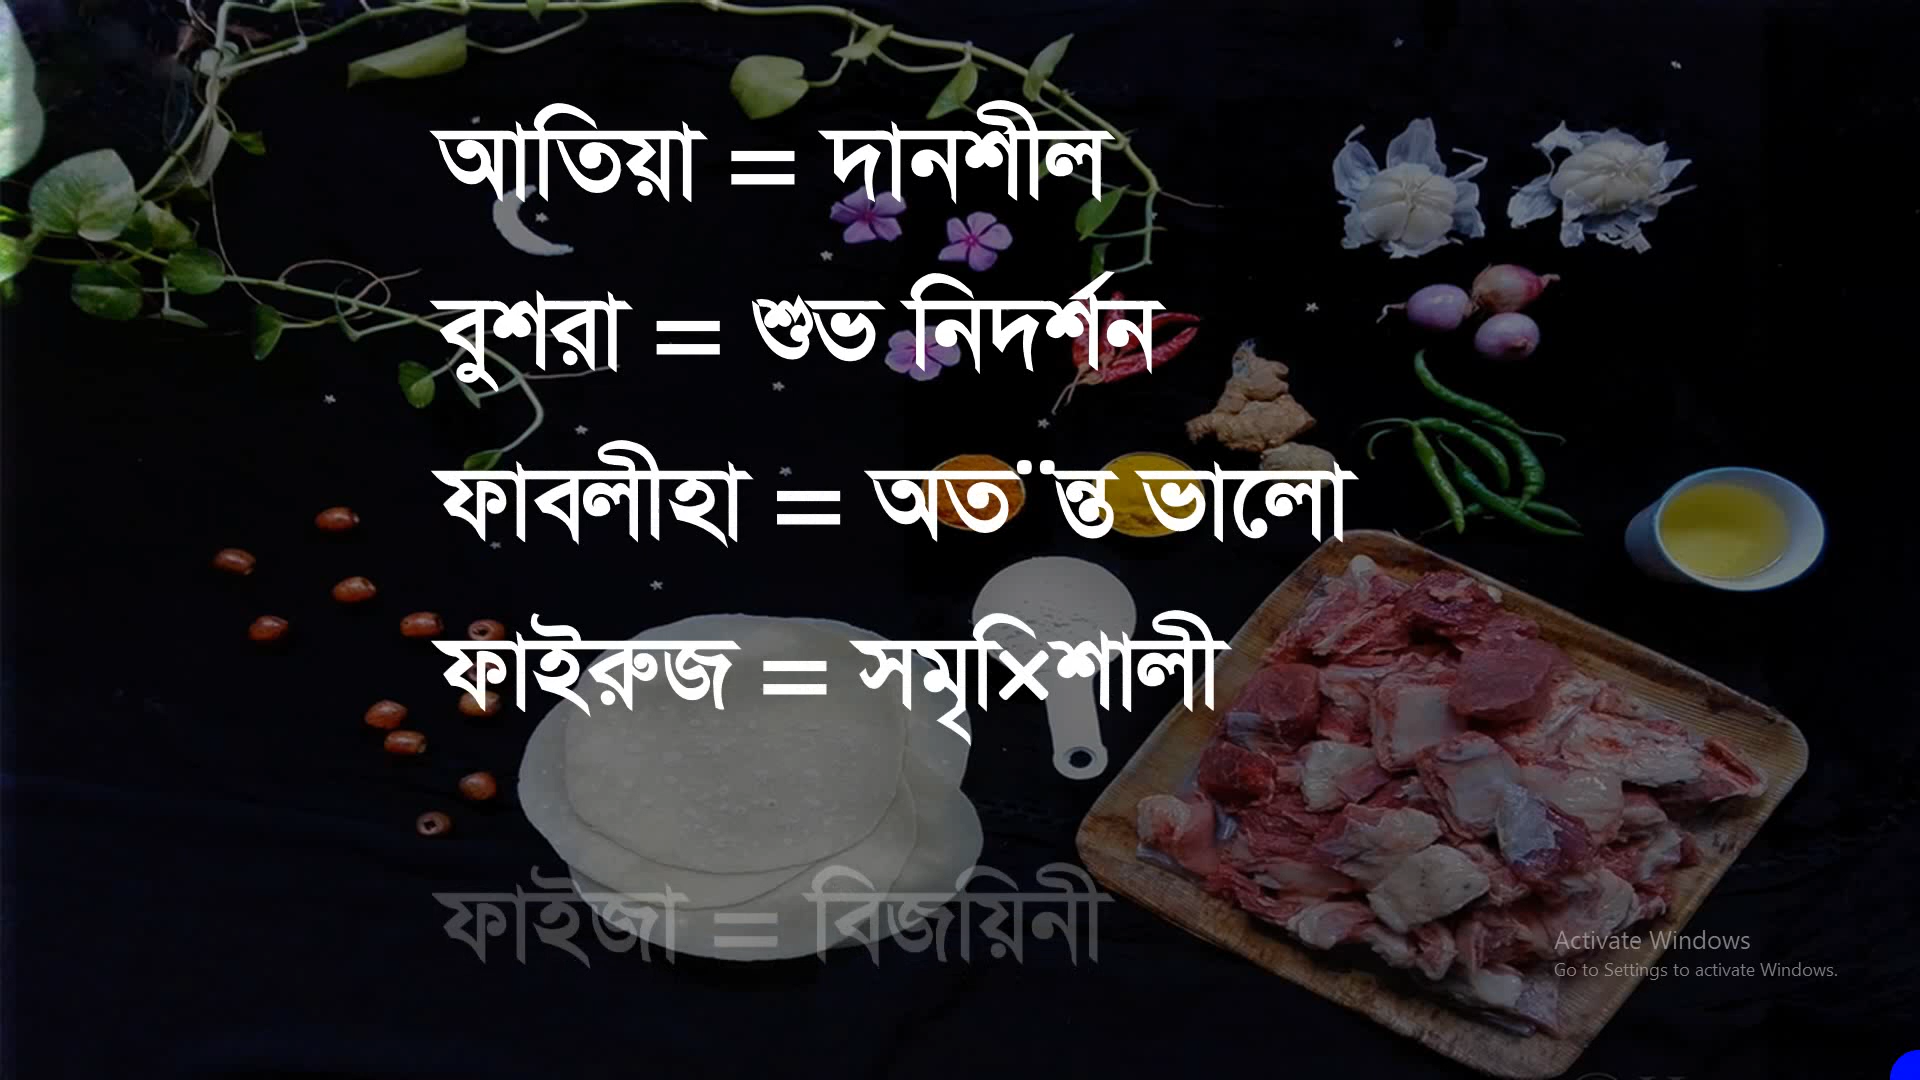 আতিয়া = দানশীল
বুশরা = শুভ নিদর্শন
ফাবলীহা = অত¨ন্ত ভালো
ফাইরুজ = সমৃ×িশালী
ফাইজা = বিজয়িনী
Activate Windows
Go to Settings to activate Windows.